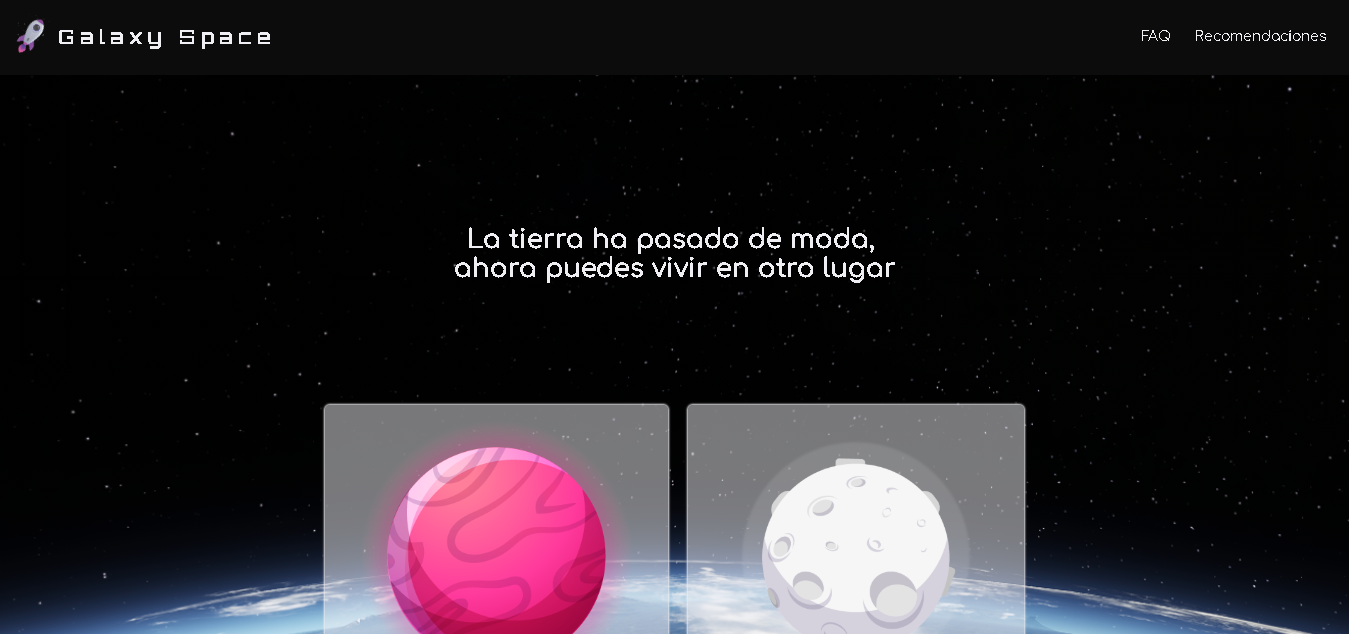 Galaxy Space
FAQ Recomendaciones
La tierra ha pasado de moda,
ahora puedes vivir en otro lugar